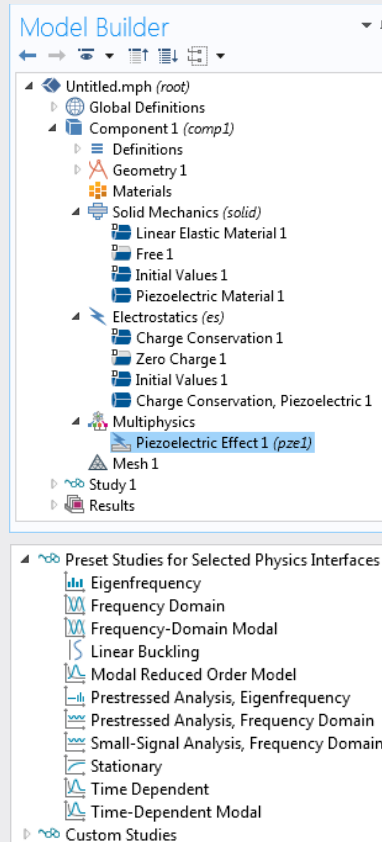 Model Builder
Untitled.mph (root)
Global Definitions
Component 1 (comp1)
Definitions
Geometry 1
Materials
Solid Mechanics (solid)
Linear Elastic Material 1
Free 1
Initial Values 1
Piezoelectric Material 1
Electrostatics (es)
Charge Conservation 1
Zero Charge 1
Initial Values 1
Charge Conservation, Piezoelectric 1
Multiphysics
Piezoelectric Effect 1 (pze1)
Mesh 1
Study 1
Results
Preset Studies for Selected Physics Interfaces
Eigenfrequency
Frequency Domain
Frequency-Domain Modal
Linear Buckling
Modal Reduced Order Model
Prestressed Analysis, Eigenfrequency
Prestressed Analysis, Frequency Domain
Small-Signal Analysis, Frequency Domain
Stationary
Time Dependent
Time-Dependent Modal
Custom Studies